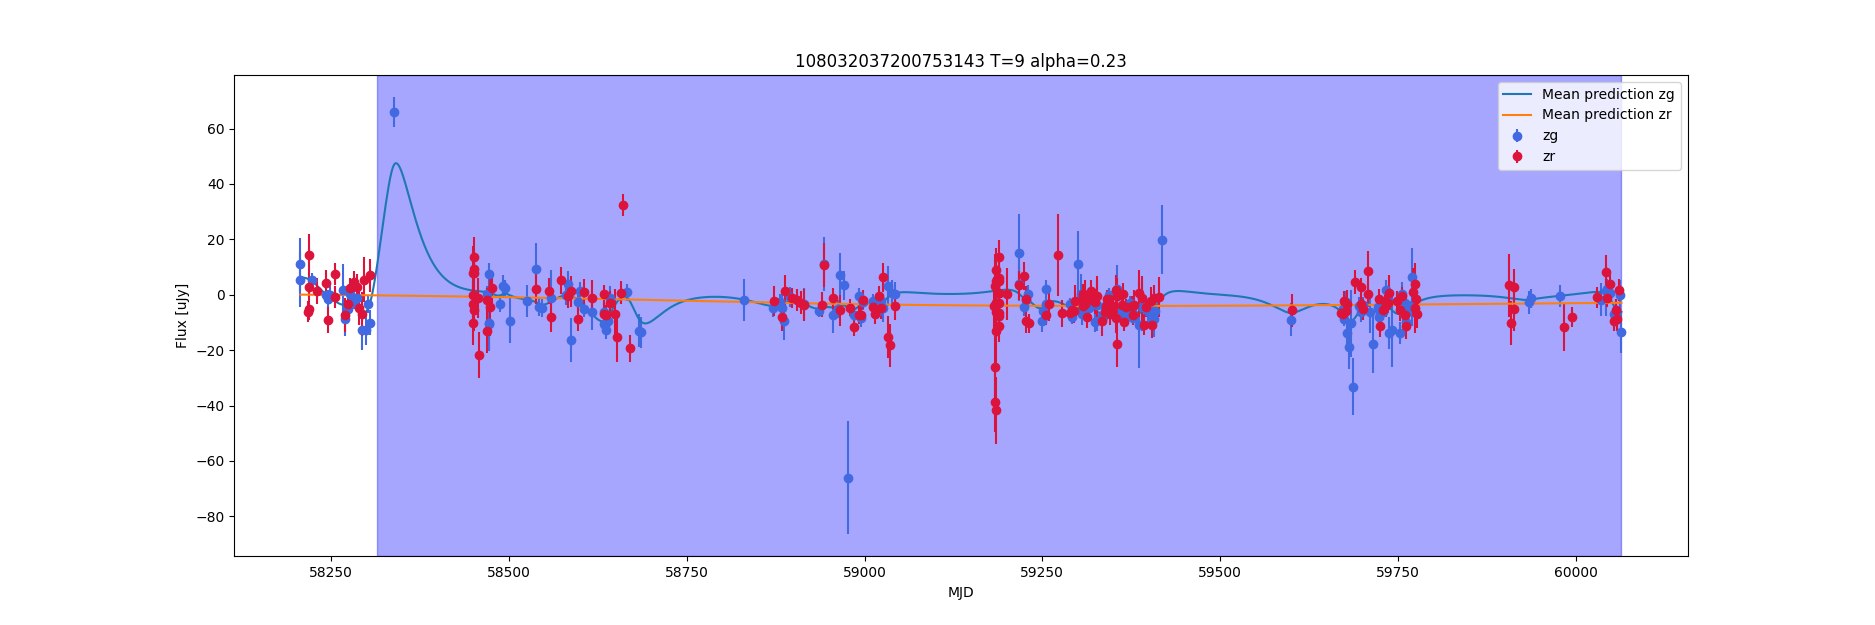 108032037200753143 T=9 alpha=0.23
Mean prediction zg
Mean prediction zr
zg
zr
Flux [uJy]
60
40
20
0
−20
−40
−60
−80
58250 58500 58750 59000 59250 59500 59750 60000
MJD